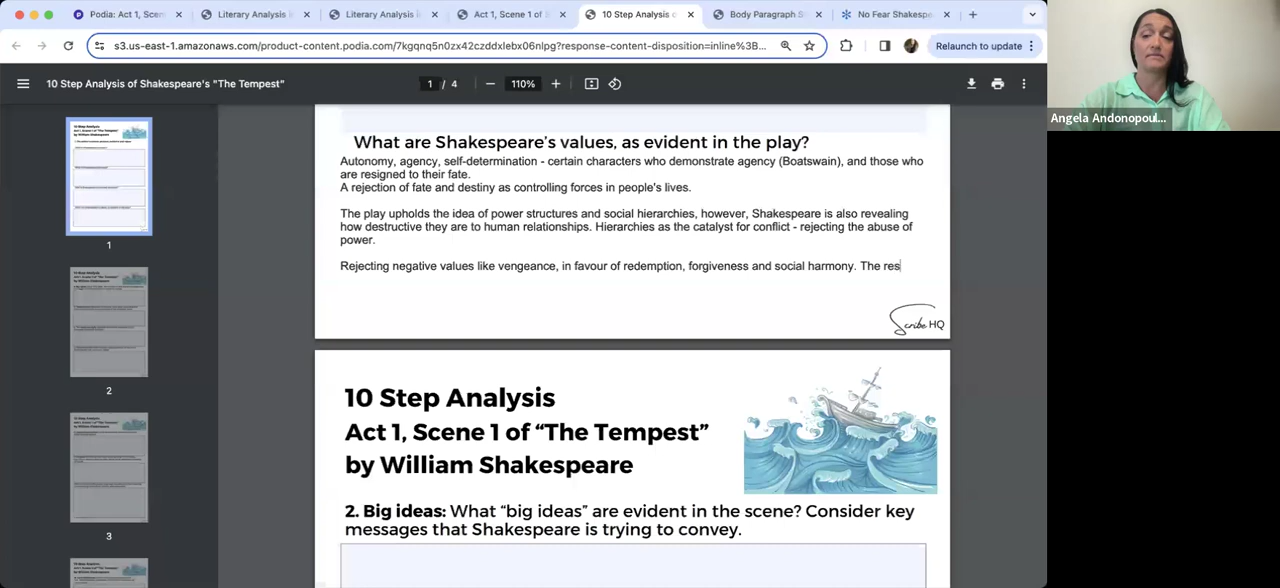 Podia: Act 1, Scen
Literary Analysis i
Literary Analysis i
Act 1, Scene 1 of
10 Step Analysis o
Body Paragraph S
No Fear Shakespe
s3.us-east-1.amazonaws.com/product-content.podia.com/7kgqnq5n0zx42czddxlebx06nlpg?response-content-disposition=inline%3B...
Relaunch to update
Angela Andonopoul...
10 Step Analysis of Shakespeare's "The Tempest"
1 / 4
110%
What are Shakespeare's values, as evident in the play?
Autonomy, agency, self-determination - certain characters who demonstrate agency (Boatswain), and those who
are resigned to their fate.
A rejection of fate and destiny as controlling forces in people's lives.
The play upholds the idea of power structures and social hierarchies, however, Shakespeare is also revealing
how destructive they are to human relationships. Hierarchies as the catalyst for conflict - rejecting the abuse of
power.
Rejecting negative values like vengeance, in favour of redemption, forgiveness and social harmony. The res
Scribe HQ
10 Step Analysis
Act 1, Scene 1 of "The Tempest"
by William Shakespeare
2. Big ideas: What "big ideas" are evident in the scene? Consider key
messages that Shakespeare is trying to convey.
1
2
3